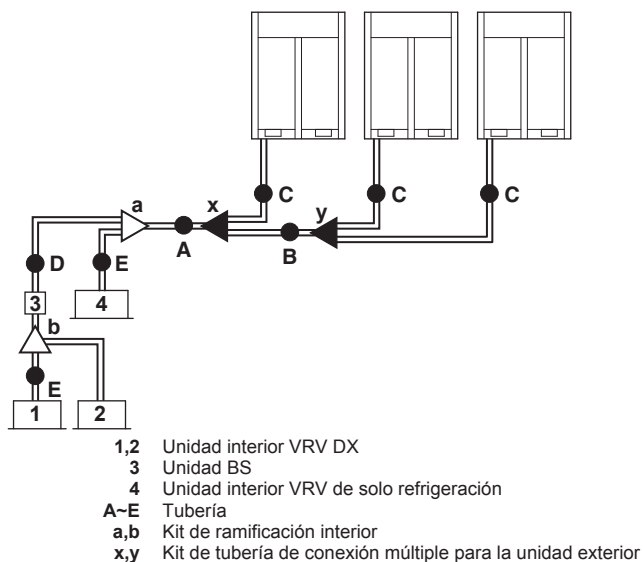 C C C
a x y
A B
D E
3 4
b
E
1 2
1,2 Unidad interior VRV DX
3 Unidad BS
4 Unidad interior VRV de solo refrigeración
A~E Tubería
a,b Kit de ramificación interior
x,y Kit de tubería de conexión múltiple para la unidad exterior